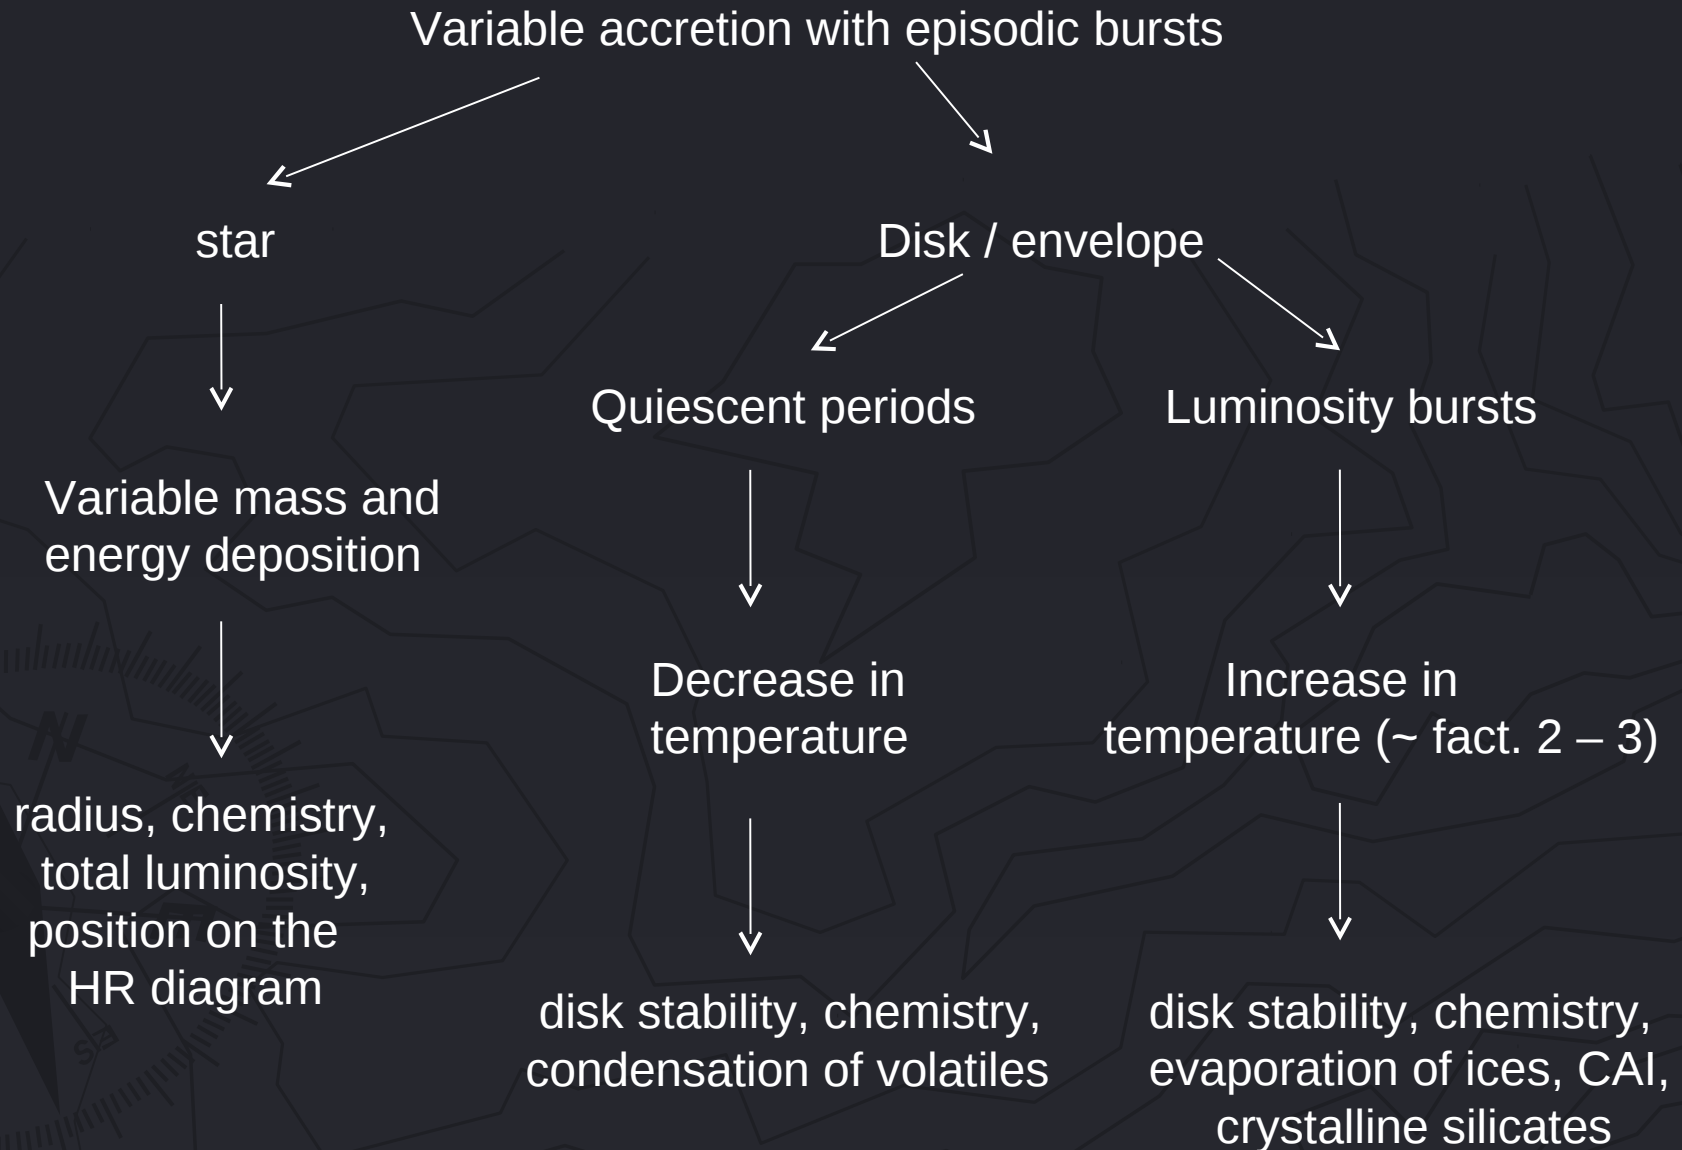 Variable accretion with episodic bursts
star
Disk / envelope
Quiescent periods
Luminosity bursts
Variable mass and
energy deposition
Decrease in
temperature
Increase in
temperature (~ fact. 2 – 3)
radius, chemistry,
total luminosity,
position on the
HR diagram
disk stability, chemistry,
condensation of volatiles
disk stability, chemistry,
evaporation of ices, CAI,
crystalline silicates
N